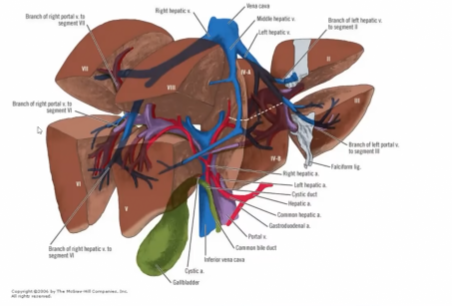 Branch of right portal v. to
segment VII
Right hepatic v.
Vena cava
Middle hepatic v.
Left hepatic v.
Branch of left hepatic v.
to segment II
VII
VIII
IV-A
II
III
Branch of right portal v. to
segment VI
VI
V
IV-B
Branch of left portal v.
to segment III
Falciform lig.
Right hepatic a.
Left hepatic a.
Cystic duct
Hepatic a.
Common hepatic a.
Gastroduodenal a.
Portal v.
Common bile duct
Inferior vena cava
Branch of right hepatic v. to
segment VI
Cystic a.
Gallbladder
Copyright ©2006 by The McGraw-Hill Companies, Inc.
All rights reserved.